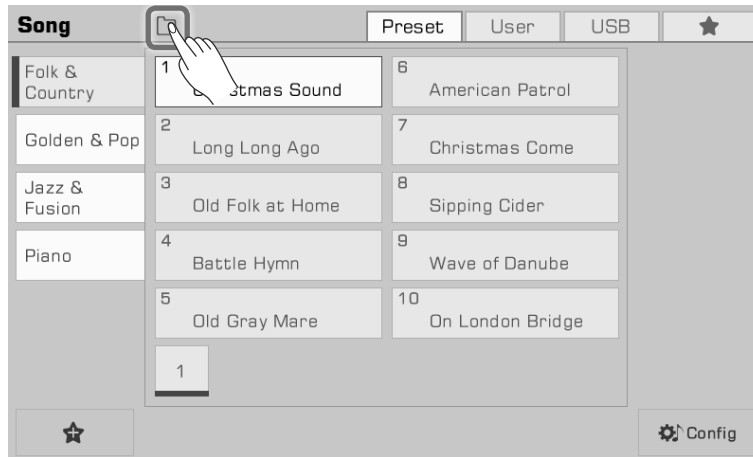 Song
Preset
User
USB
Folk &
Country
Golden & Pop
Jazz &
Fusion
Piano
1
stmas Sound
2
Long Long Ago
3
Old Folk at Home
4
Battle Hymn
5
Old Gray Mare
6
American Patrol
7
Christmas Come
8
Sipping Cider
9
Wave of Danube
10
On London Bridge
1
Config